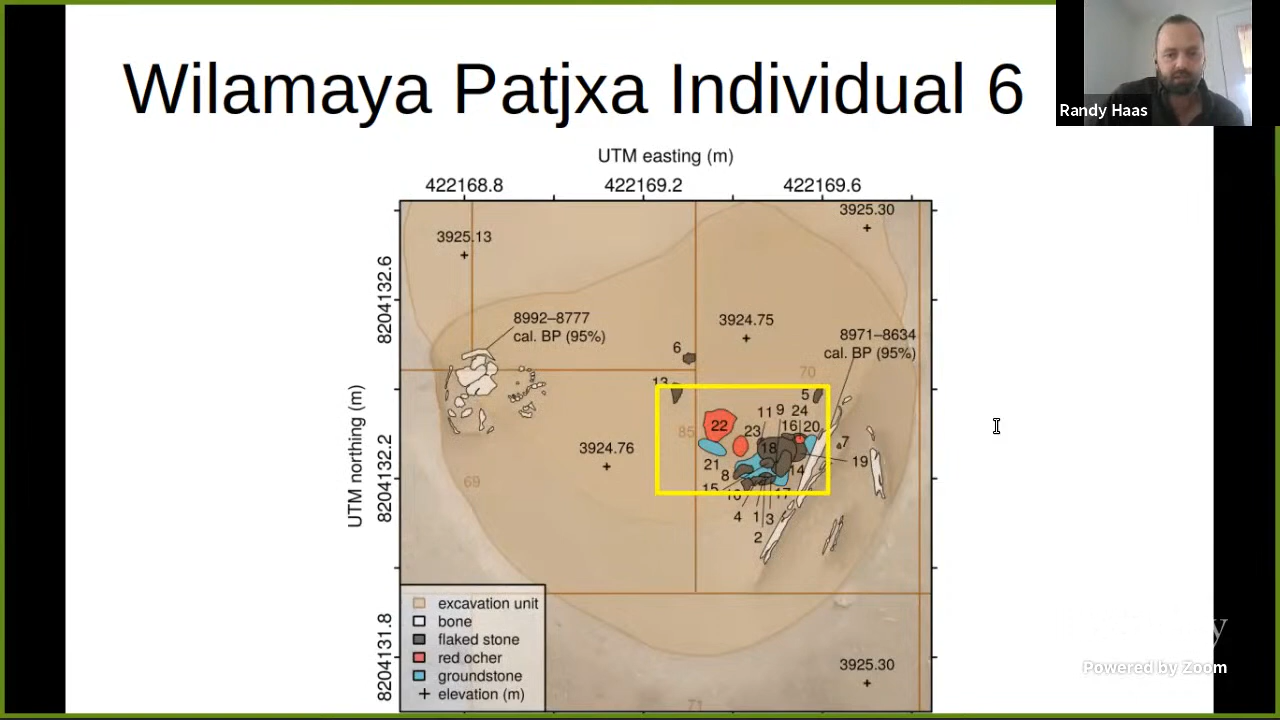 Wilamaya Patjxa Individual 6
Randy Haas
UTM easting (m)
422168.8 422169.2 422169.6
3925.30
3925.13
8204132.6
8992–8777
cal. BP (95%)
3924.75
8971–8634
cal. BP (95%)
6
13
70
5
UTM northing (m)
11 9 24
22 23 16 20
85
3924.76
18
7
21
19
8204132.2
8
14
69
15
17
4 1 3
2
excavation unit
bone
flaked stone
red ocher
groundstone
elevation (m)
8204131.8
3925.30
71
Powered by Zoom